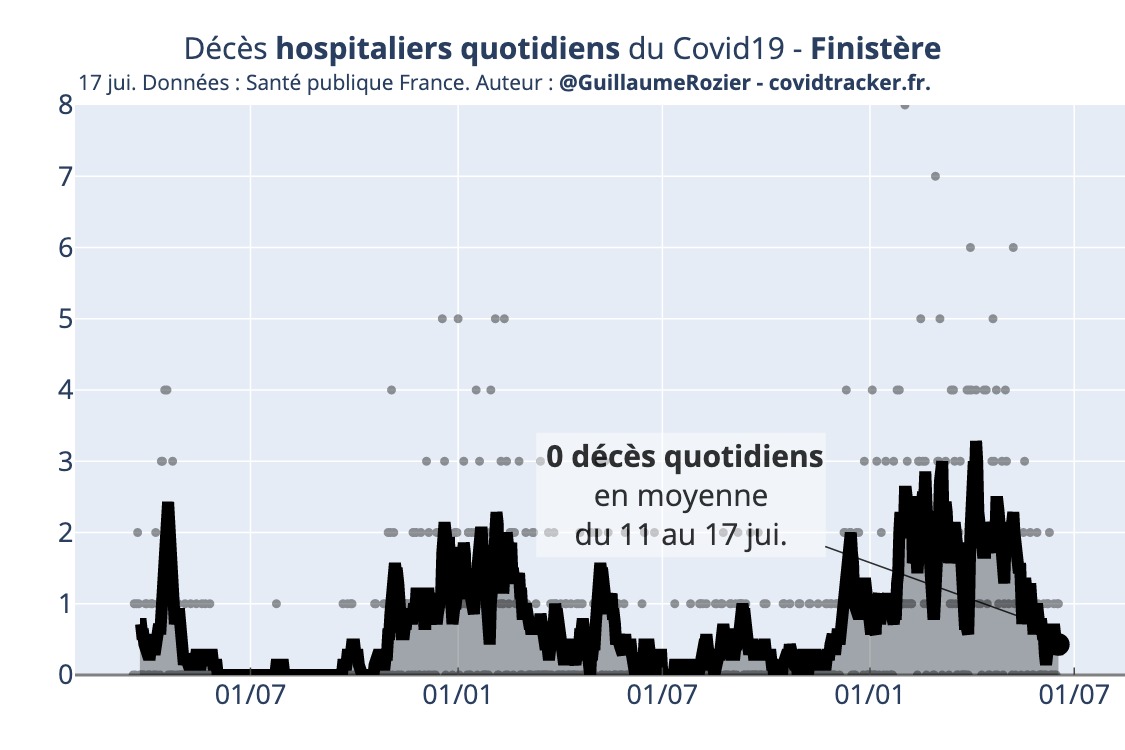 Décès hospitaliers quotidiens du Covid19 - Finistère
17 jui. Données : Santé publique France. Auteur : @GuillaumeRozier - covidtracker.fr.
8
7
6
5
4
3
2
1
0
0 décès quotidiens
en moyenne
du 11 au 17 jui.
01/07 01/01 01/07 01/01 01/07